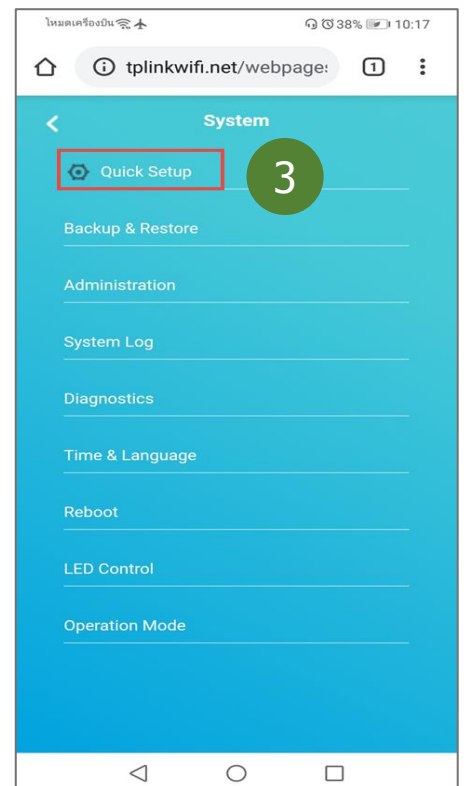 โหมดเครื่องบิน 38% 10:17
tplinkwifi.net/webpage: 1
System
Quick Setup
3
Backup & Restore
Administration
System Log
Diagnostics
Time & Language
Reboot
LED Control
Operation Mode